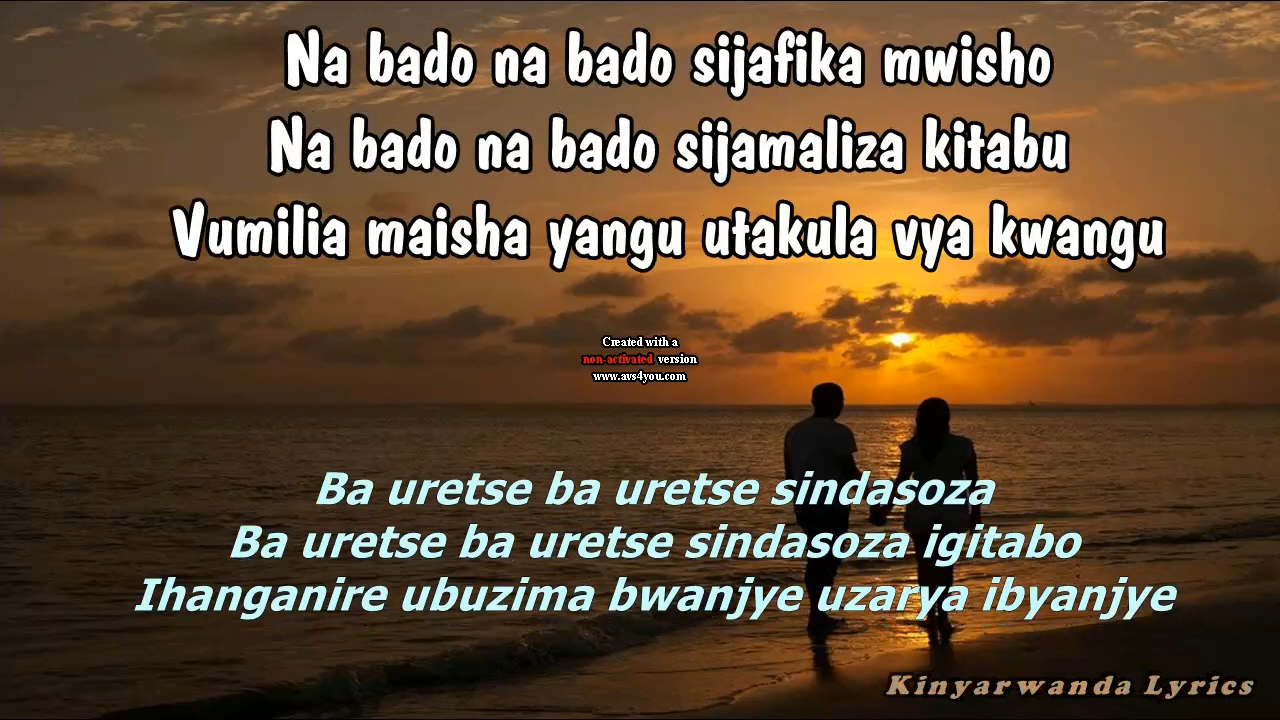 Na bado na bado sijafika mwisho
Na bado na bado sijamaliza kitabu
Vumilia maisha yangu utakula vya kwangu
Created with a
non-activated version
www.avs4you.com
Ba uretse ba uretse sindasoza
Ba uretse ba uretse sindasoza igitabo
Ihanganire ubuzima bwanjye uzarya ibyanjye
Kinyarwanda Lyrics